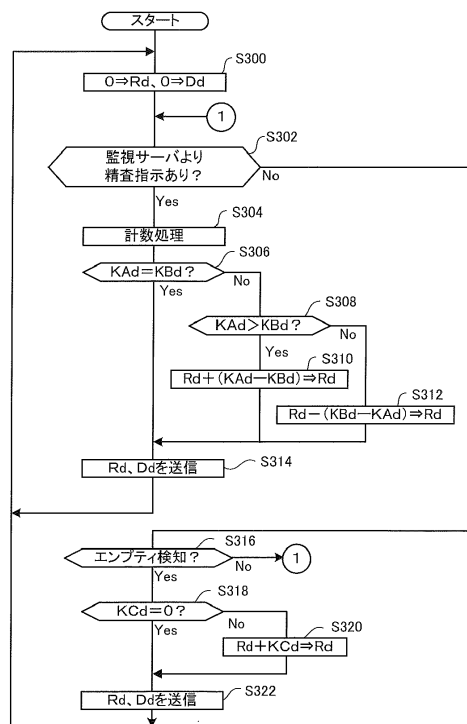 スタート
S300
0⇒Rd、0⇒Dd
1
S302
監視サーバより
精査指示あり？
No
Yes
S304
計数処理
S306
KAd＝KBd？
No
Yes
S308
KAd＞KBd？
No
Yes
S310
Rd＋(KAd－KBd)⇒Rd
S312
Rd－(KBd－KAd)⇒Rd
S314
Rd、Ddを送信
S316
エンプティ検知？
No
1
Yes
S318
KCd＝0？
No
Yes
S320
Rd＋KCd⇒Rd
S322
Rd、Ddを送信